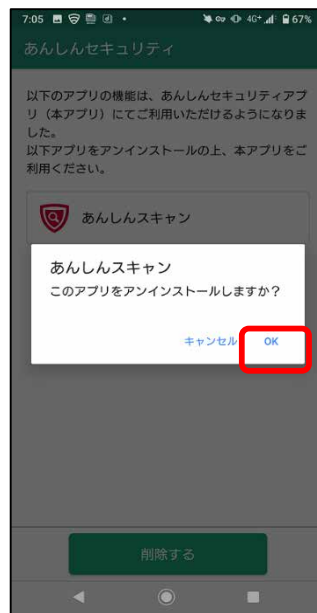 7:05 4G+ 67%
あんしんセキュリティ
以下のアプリの機能は、あんしんセキュリティアプ
リ（本アプリ）にてご利用いただけるようになりま
した。
以下アプリをアンインストールの上、本アプリをご
利用ください。
あんしんスキャン
あんしんスキャン
このアプリをアンインストールしますか？
キャンセル OK
削除する